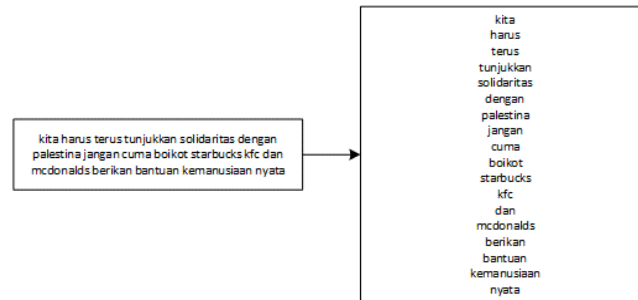 kita harus terus tunjukkan solidaritas dengan
palestina jangan cuma boikot starbucks kfc dan
mcdonalds berikan bantuan kemanusiaan nyata
kita
harus
terus
tunjukkan
solidaritas
dengan
palestina
jangan
cuma
boikot
starbucks
kfc
dan
mcdonalds
berikan
bantuan
kemanusiaan
nyata